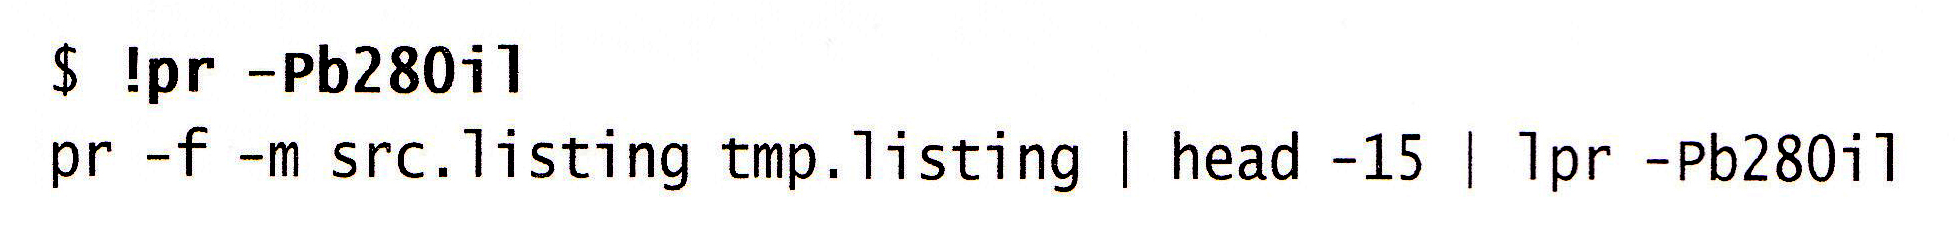 $ !pr -Pb280il
pr -f -m src.listing tmp.listing | head -15 | lpr -Pb280il